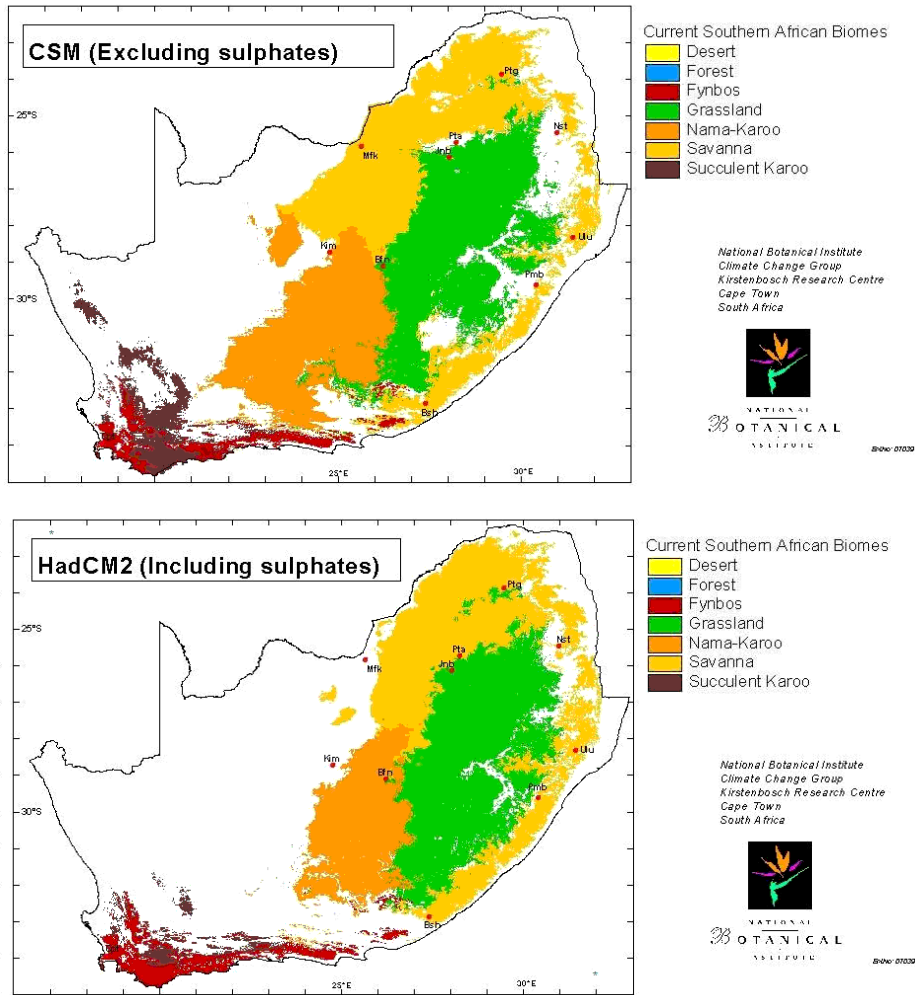 CSM (Excluding sulphates)
Current Southern African Biomes
Desert
Forest
Fynbos
Grassland
Nama-Karoo
Savanna
Succulent Karoo
Ptg
25°S
Nst
Pta
Jnb
Mfk
Ulu
Kim
Bfn
Pmb
30°S
Bsh
25°E
30°E
National Botanical Institute
Climate Change Group
Kirstenbosch Research Centre
Cape Town
South Africa
NATIONAL
BOTANICAL
INSTITUTE
HadCM2 (Including sulphates)
Current Southern African Biomes
Desert
Forest
Fynbos
Grassland
Nama-Karoo
Savanna
Succulent Karoo
Ptg
25°S
Nst
Pta
Jnb
Mfk
Ulu
Kim
Bfn
Pmb
30°S
Bsh
25°E
30°E
National Botanical Institute
Climate Change Group
Kirstenbosch Research Centre
Cape Town
South Africa
NATIONAL
BOTANICAL
INSTITUTE